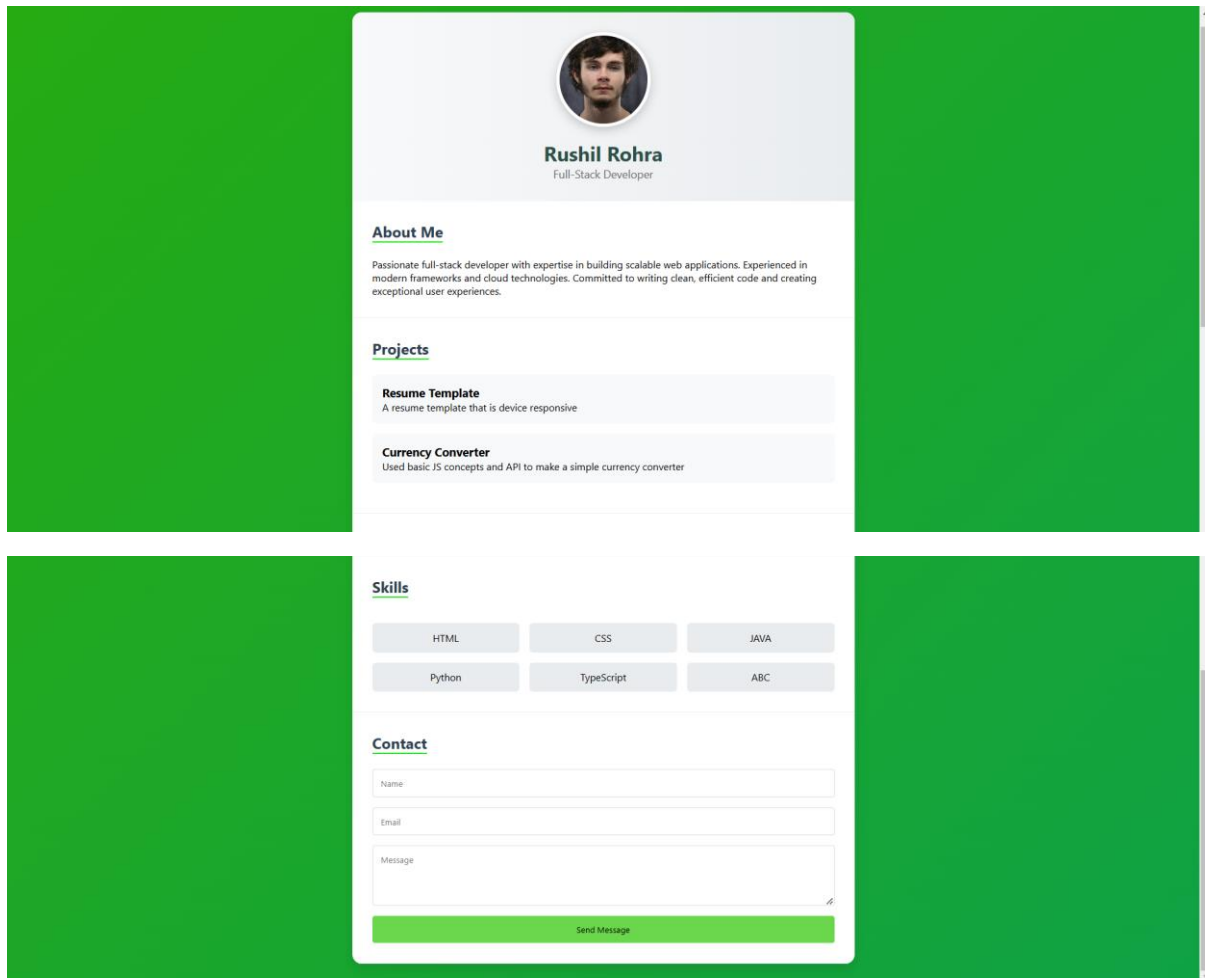 Rushil Rohra
Full-Stack Developer
About Me
Passionate full-stack developer with expertise in building scalable web applications. Experienced in
modern frameworks and cloud technologies. Committed to writing clean, efficient code and creating
exceptional user experiences.
Projects
Resume Template
A resume template that is device responsive
Currency Converter
Used basic JS concepts and API to make a simple currency converter
Skills
HTML
CSS
JAVA
Python
TypeScript
ABC
Contact
Name
Email
Message
Send Message